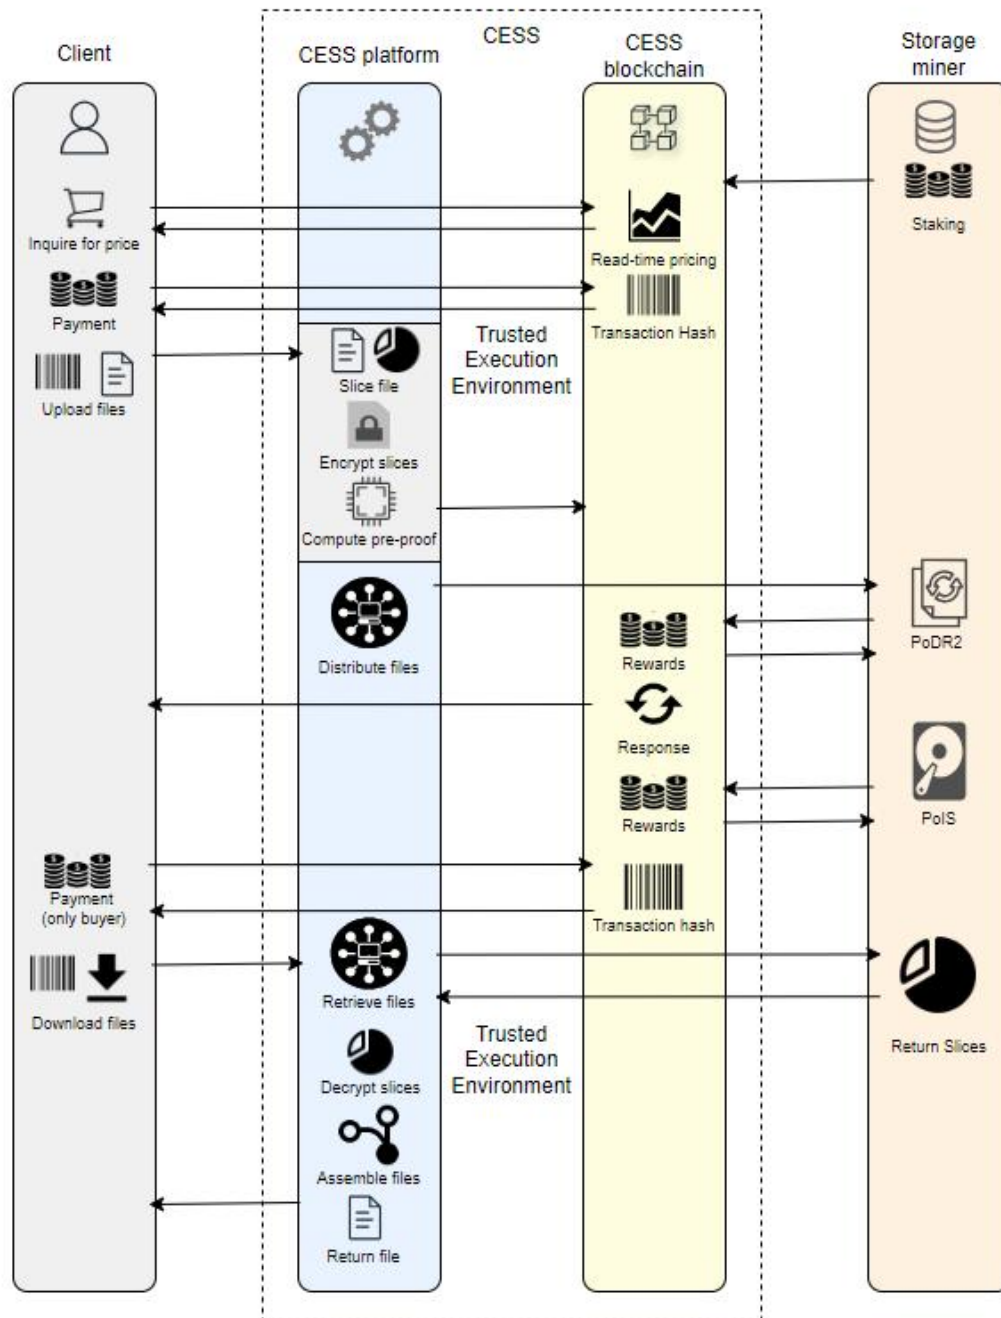 CESS
Client
CESS platform
CESS
blockchain
Storage
miner
Inquire for price
Read-time pricing
Staking
Payment
Transaction Hash
Upload files
Slice file
Trusted
Execution
Environment
Encrypt slices
Compute pre-proof
Distribute files
Rewards
PoDR2
Response
Rewards
PoIS
Payment
(only buyer)
Transaction hash
Download files
Retrieve files
Return Slices
Trusted
Execution
Environment
Decrypt slices
Assemble files
Return file